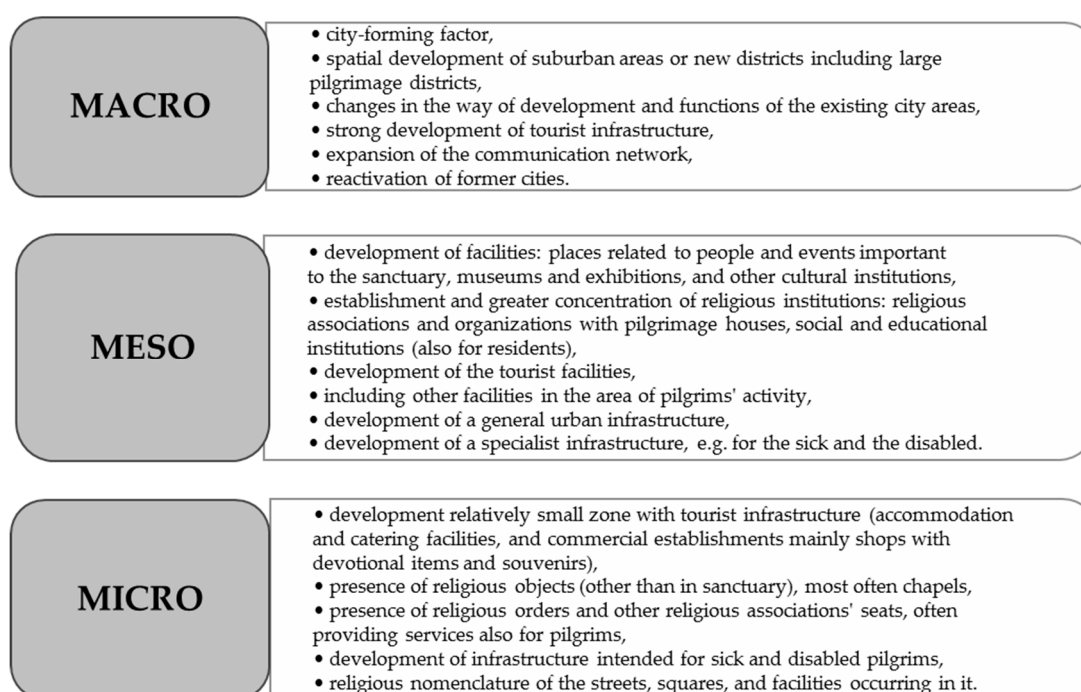 MACRO
• city-forming factor,
• spatial development of suburban areas or new districts including large
pilgrimage districts,
• changes in the way of development and functions of the existing city areas,
• strong development of tourist infrastructure,
• expansion of the communication network,
• reactivation of former cities.
MESO
• development of facilities: places related to people and events important
to the sanctuary, museums and exhibitions, and other cultural institutions,
• establishment and greater concentration of religious institutions: religious
associations and organizations with pilgrimage houses, social and educational
institutions (also for residents),
• development of the tourist facilities,
• including other facilities in the area of pilgrims' activity,
• development of a general urban infrastructure,
• development of a specialist infrastructure, e.g. for the sick and the disabled.
MICRO
• development relatively small zone with tourist infrastructure (accommodation
and catering facilities, and commercial establishments mainly shops with
devotional items and souvenirs),
• presence of religious objects (other than in sanctuary), most often chapels,
• presence of religious orders and other religious associations' seats, often
providing services also for pilgrims,
• development of infrastructure intended for sick and disabled pilgrims,
• religious nomenclature of the streets, squares, and facilities occurring in it.